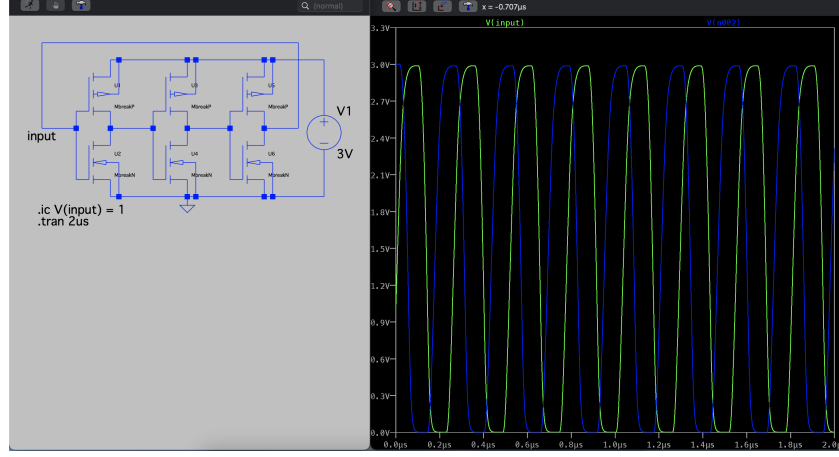 (normal)
x = -0.707µs
V(input) V(n002)
U1 U3 U5
MbreakP MbreakP MbreakP
V1
input
U2 U4 U6
3V
MbreakN MbreakN MbreakN
.ic V(input) = 1
.tran 2us
3.3V
3.0V
2.7V
2.4V
2.1V
1.8V
1.5V
1.2V
0.9V
0.6V
0.3V
0.0V
0.0µs 0.2µs 0.4µs 0.6µs 0.8µs 1.0µs 1.2µs 1.4µs 1.6µs 1.8µs